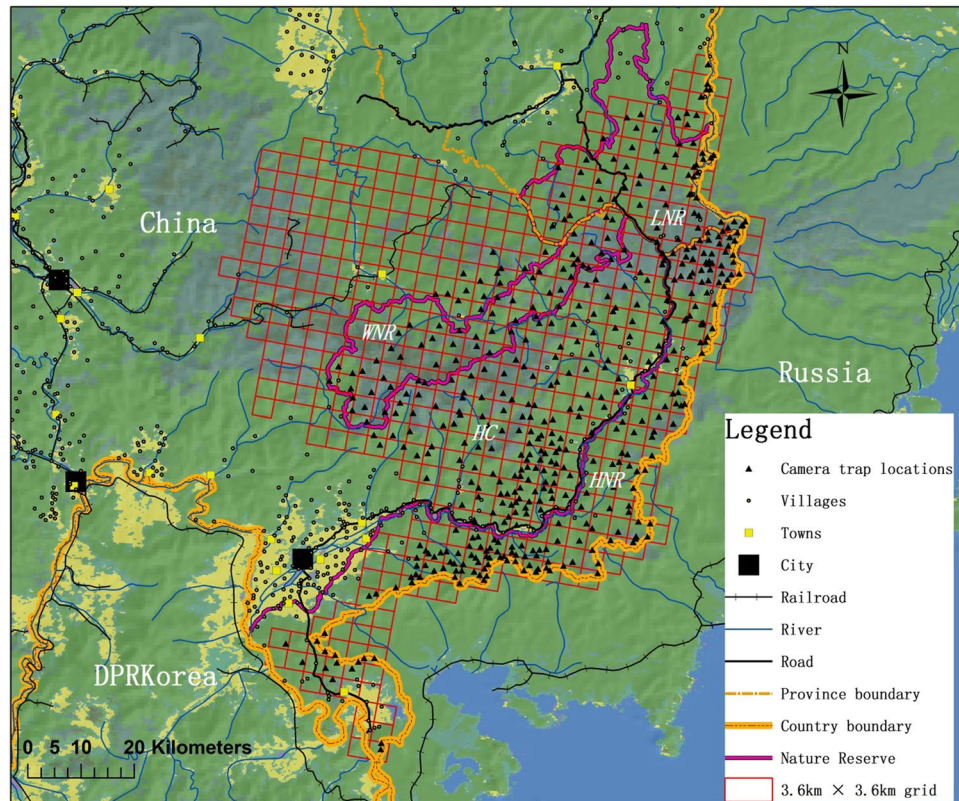 N
China
LNR
WNR
Russia
HC
HNR
DPRKorea
0 5 10 20 Kilometers
Legend
Camera trap locations
Villages
Towns
City
Railroad
River
Road
Province boundary
Country boundary
Nature Reserve
3.6km × 3.6km grid